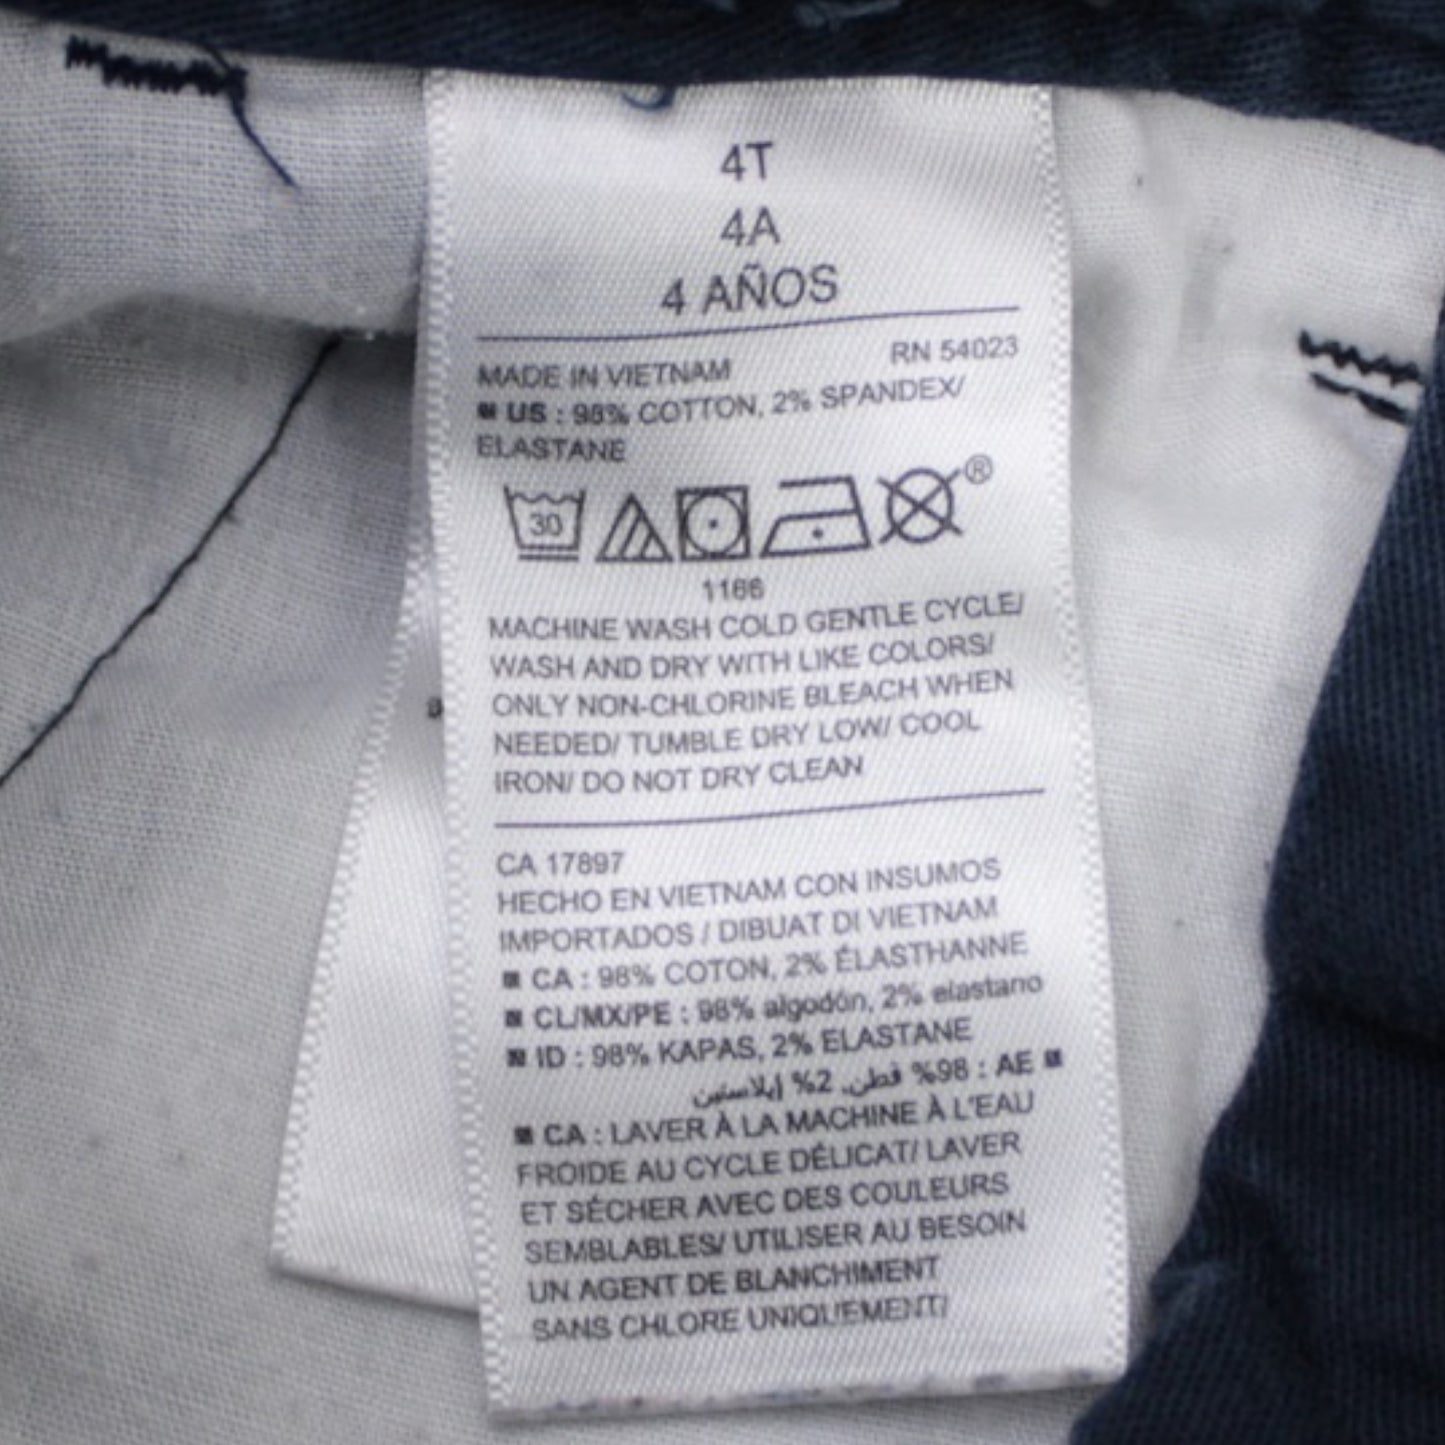 4T
4A
4 AÑOS
MADE IN VIETNAM RN 54023
US : 98% COTTON, 2% SPANDEX/
ELASTANE
30 ®
1166
MACHINE WASH COLD GENTLE CYCLE/
WASH AND DRY WITH LIKE COLORS/
ONLY NON-CHLORINE BLEACH WHEN
NEEDED/ TUMBLE DRY LOW/ COOL
IRON/ DO NOT DRY CLEAN
CA 17897
HECHO EN VIETNAM CON INSUMOS
IMPORTADOS / DIBUAT DI VIETNAM
CA : 98% COTON, 2% ÉLASTHANNE
CL/MX/PE : 98% algodón, 2% elastano
ID : 98% KAPAS, 2% ELASTANE
AE : 98% قطن, 2% إيلاستين
CA : LAVER À LA MACHINE À L'EAU
FROIDE AU CYCLE DÉLICAT/ LAVER
ET SÉCHER AVEC DES COULEURS
SEMBLABLES/ UTILISER AU BESOIN
UN AGENT DE BLANCHIMENT
SANS CHLORE UNIQUEMENT/